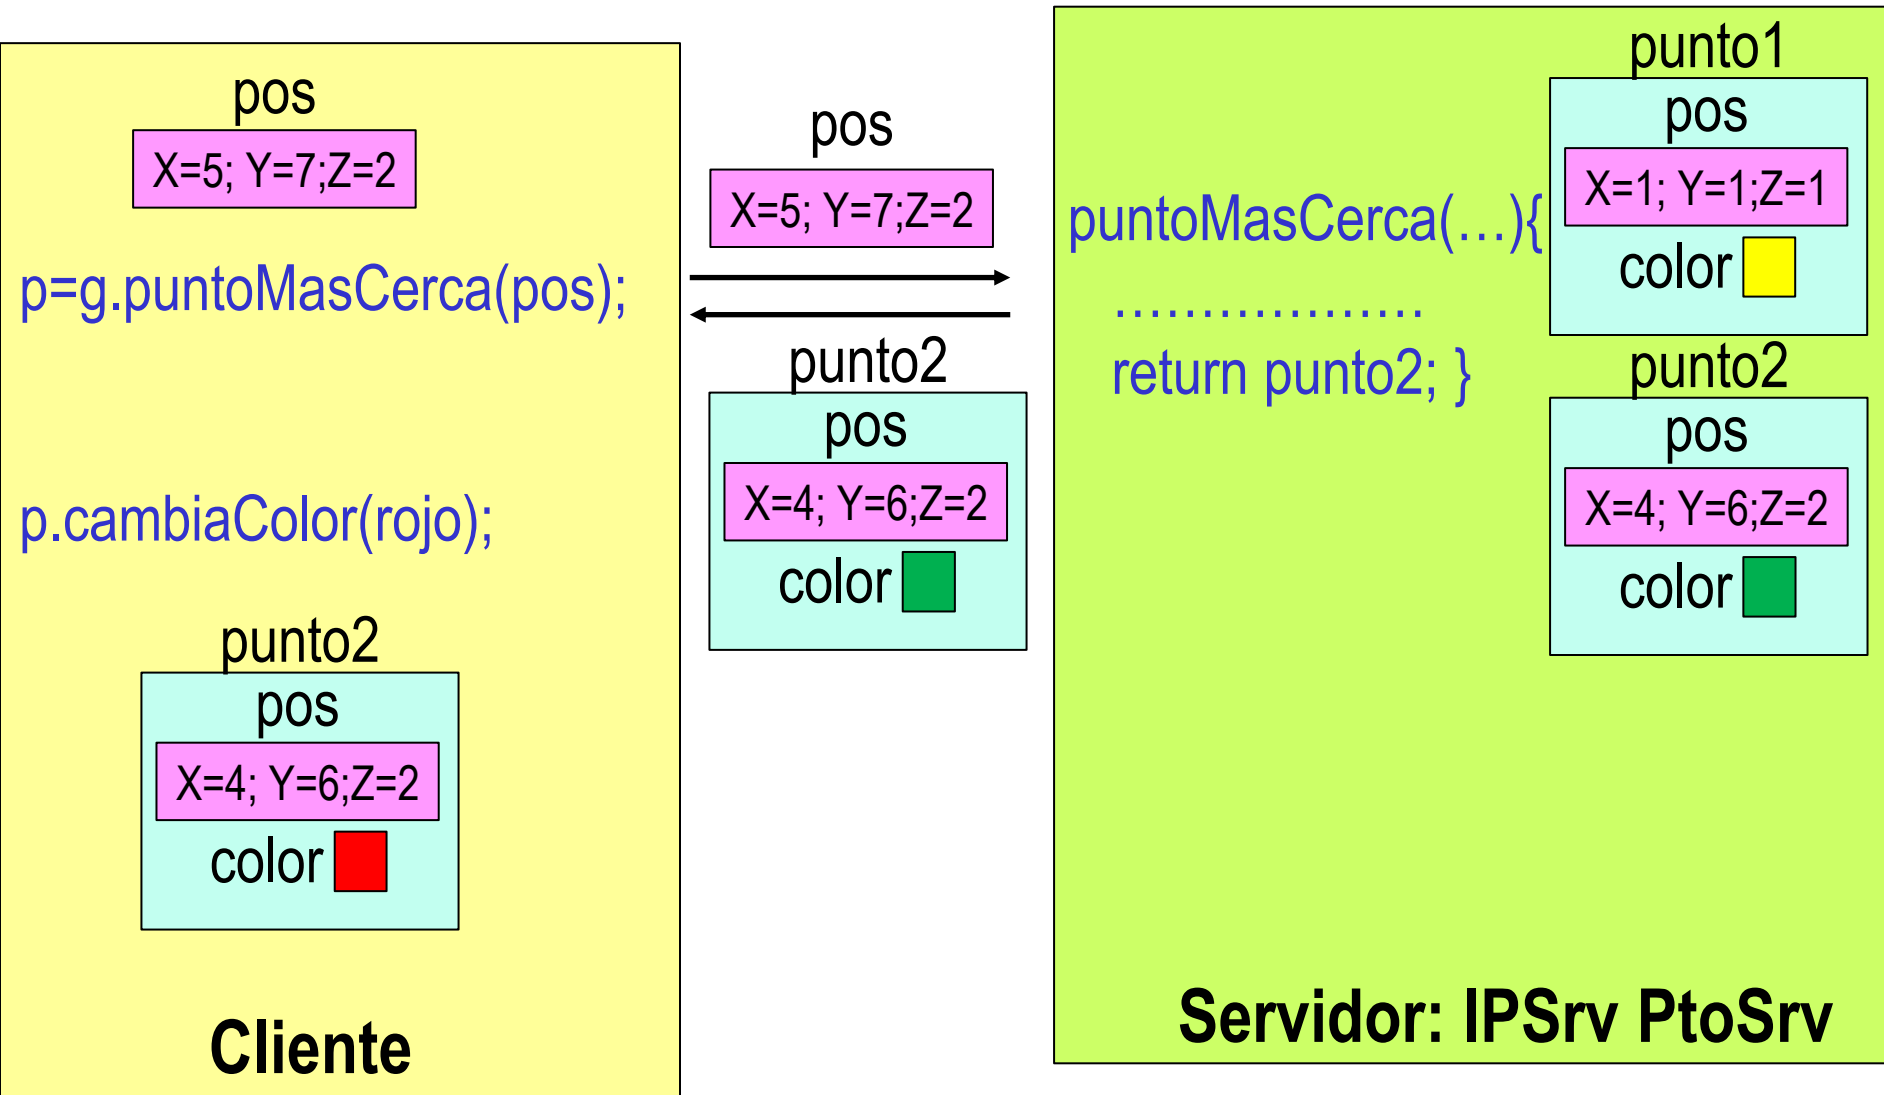 pos
X=5; Y=7;Z=2
p=g.puntoMasCerca(pos);
p.cambiaColor(rojo);
punto2
pos
X=4; Y=6;Z=2
color
Cliente
pos
X=5; Y=7;Z=2
punto2
pos
X=4; Y=6;Z=2
color
puntoMasCerca(…){
………………
return punto2; }
punto1
pos
X=1; Y=1;Z=1
color
punto2
pos
X=4; Y=6;Z=2
color
Servidor: IPSrv PtoSrv